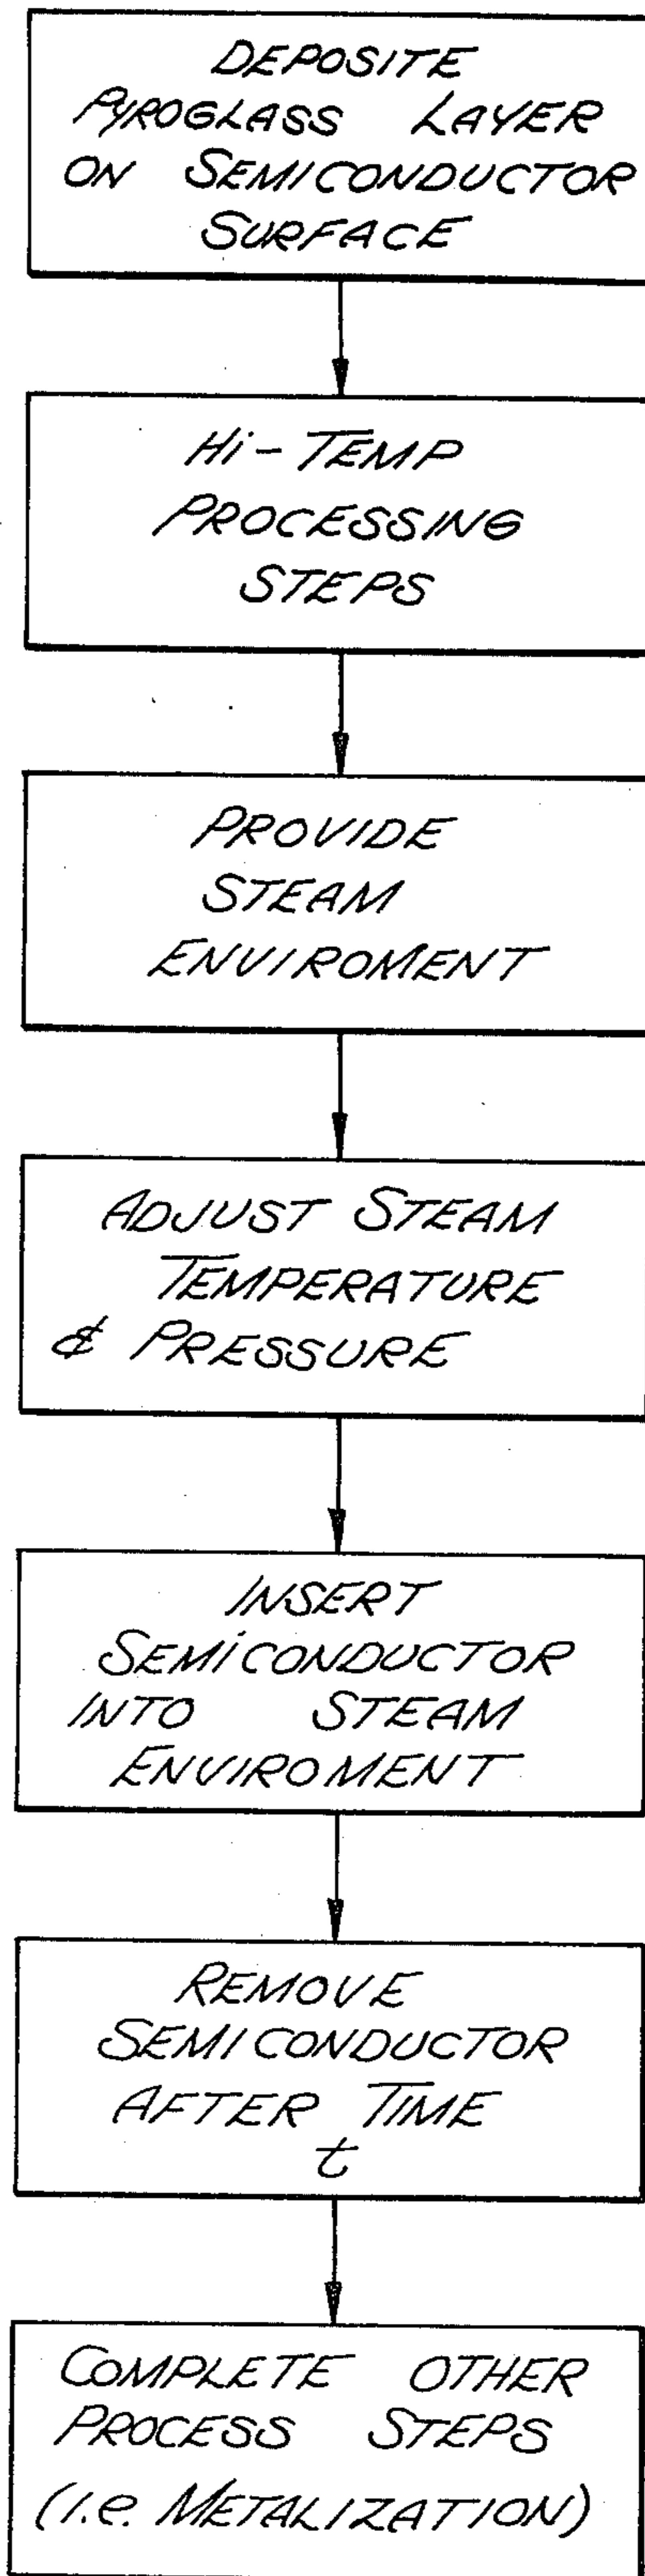 DEPOSITE
PYROGLASS LAYER
ON SEMICONDUCTOR
SURFACE
Hi-TEMP
PROCESSING
STEPS
PROVIDE
STEAM
ENVIROMENT
ADJUST STEAM
TEMPERATURE
& PRESSURE
INSERT
SEMiCONDUCTOR
INTO STEAM
ENVIROMENT
REMOVE
SEMICONDUCTOR
AFTER TIME
t
COMPLETE OTHER
PROCESS STEPS
(I.e. METALIZATION)